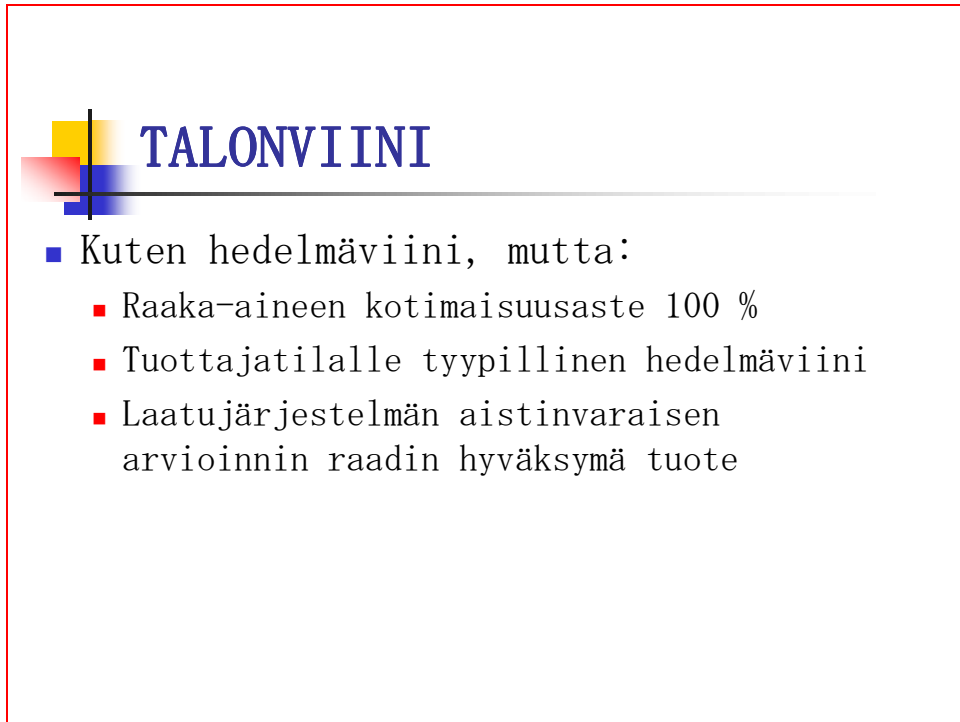 TALONVIINI
Kuten hedelmäviini, mutta:
Raaka-aineen kotimaisuusaste 100 %
Tuottajatilalle tyypillinen hedelmäviini
Laatujärjestelmän aistinvaraisen
arvioinnin raadin hyväksymä tuote